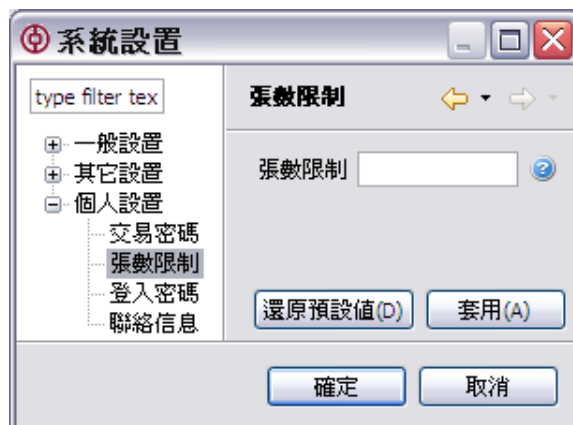 系統設置
type filter tex
張數限制
一般設置
其它設置
個人設置
交易密碼
張數限制
登入密碼
聯絡信息
張數限制
還原預設值(D)
套用(A)
確定
取消